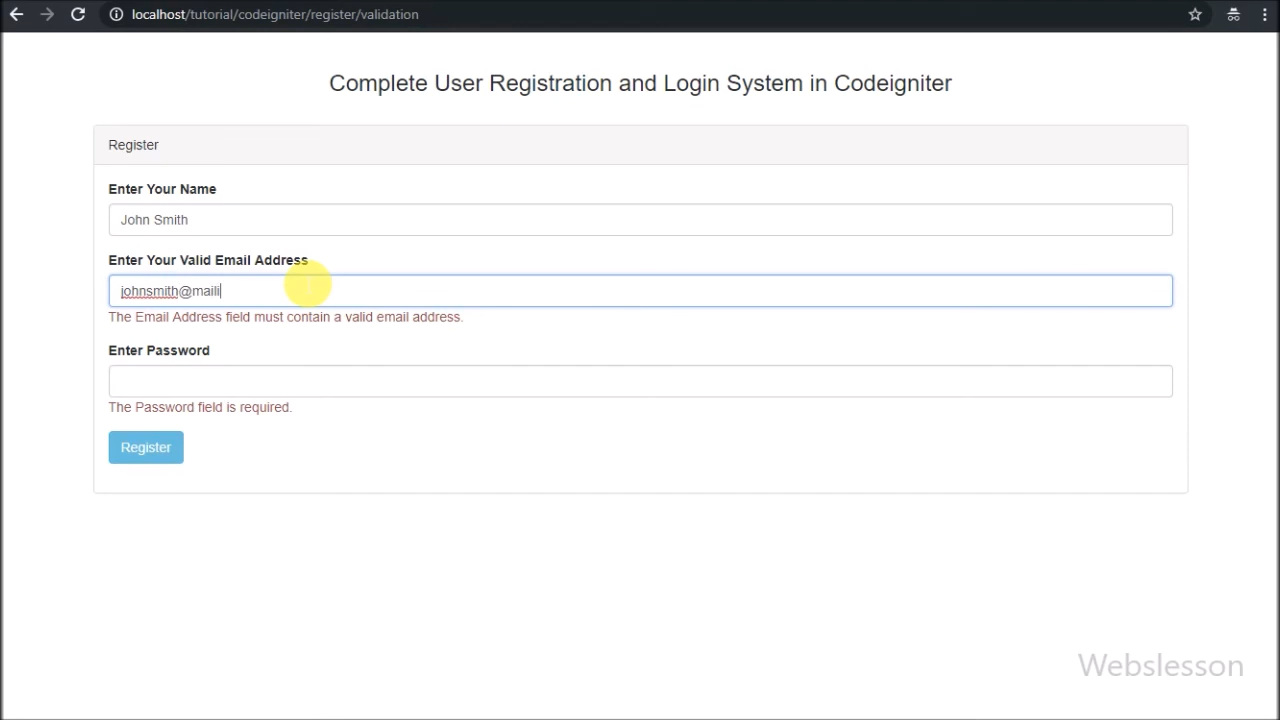 localhost/tutorial/codeigniter/register/validation
Complete User Registration and Login System in Codeigniter
Register
Enter Your Name
John Smith
Enter Your Valid Email Address
johnsmith@maili
The Email Address field must contain a valid email address.
Enter Password
The Password field is required.
Register
Webslesson